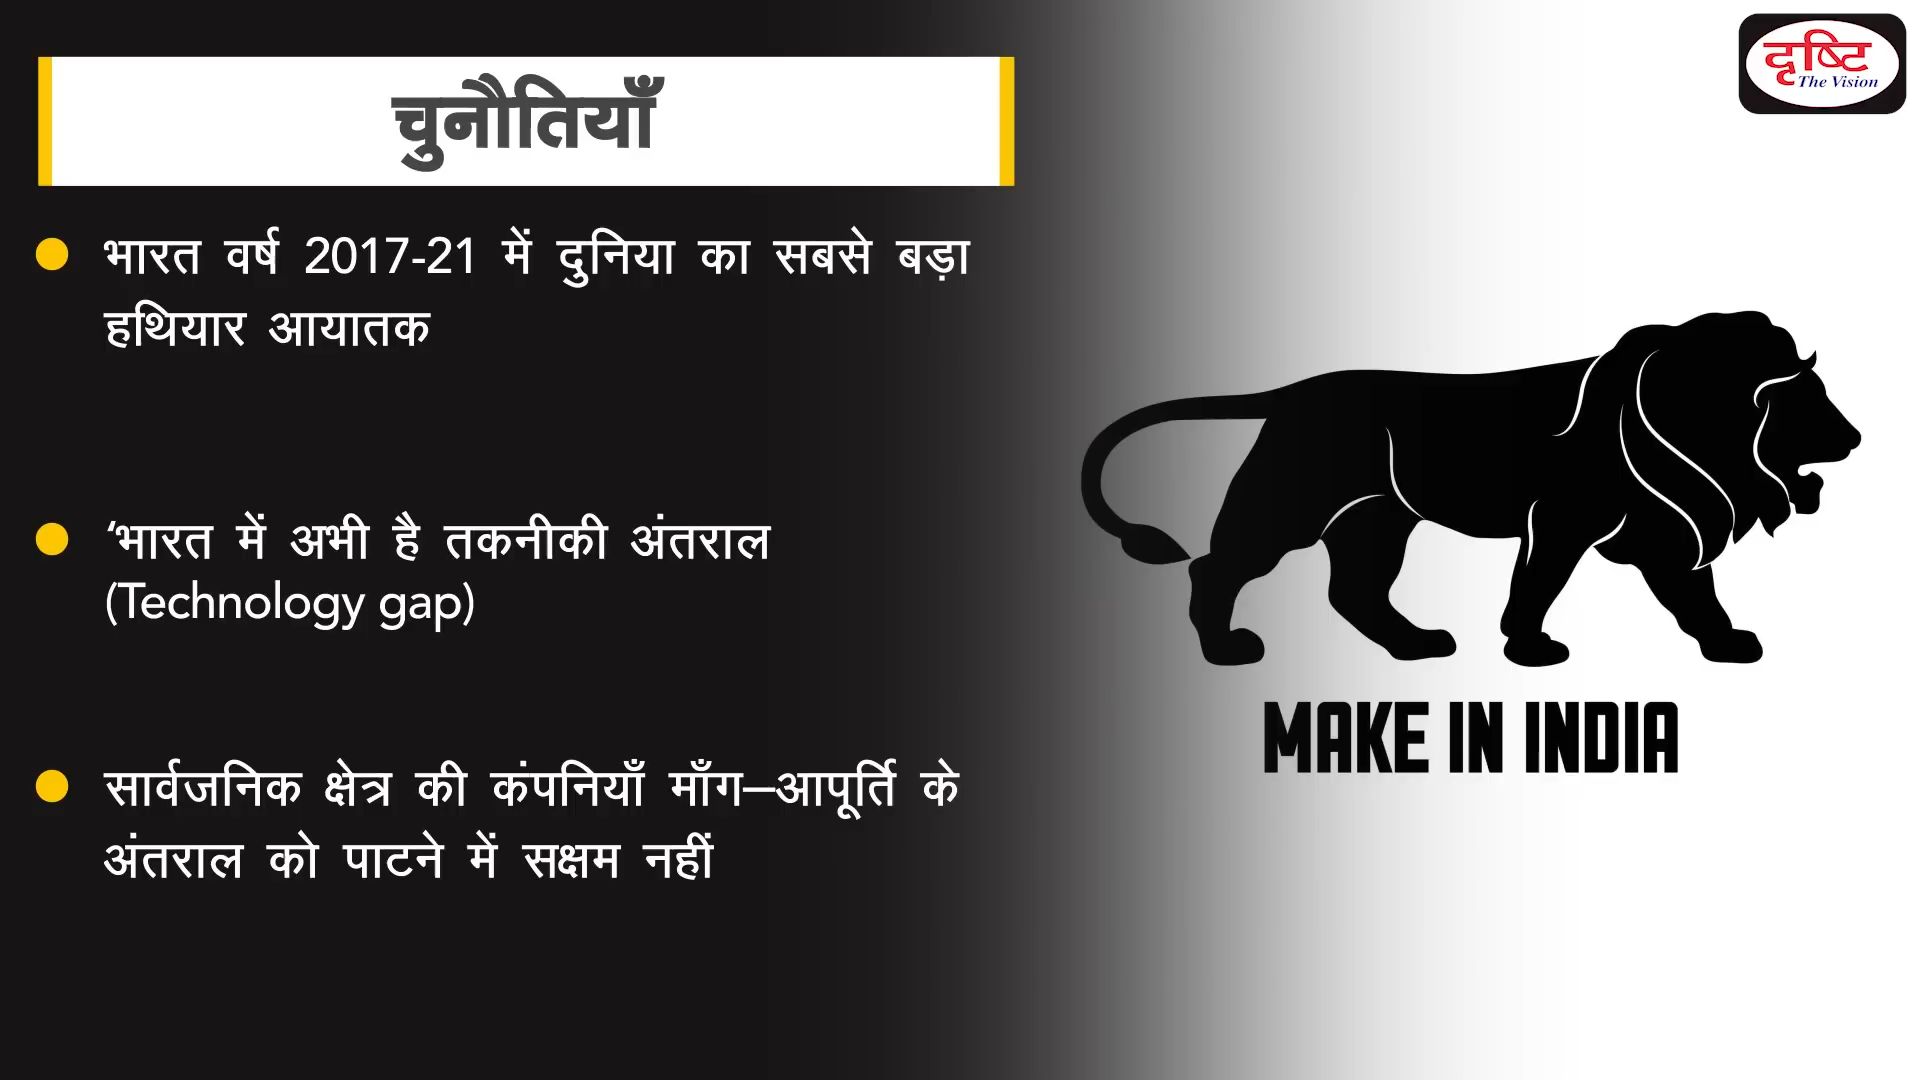 दृष्टि
The Vision
चुनौतियाँ
भारत वर्ष 2017-21 में दुनिया का सबसे बड़ा
हथियार आयातक
‘भारत में अभी है तकनीकी अंतराल
(Technology gap)
सार्वजनिक क्षेत्र की कंपनियाँ माँग–आपूर्ति के
अंतराल को पाटने में सक्षम नहीं
MAKE IN INDIA